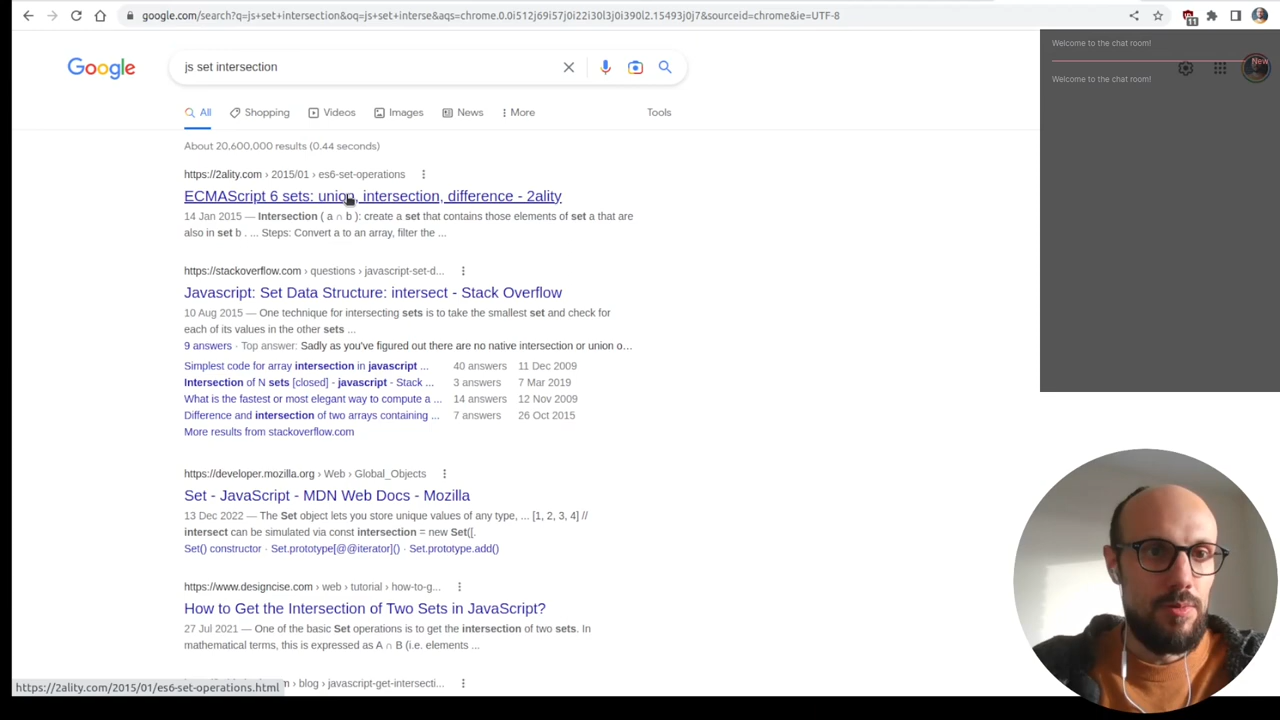 google.com/search?q=js+set+intersection&oq=js+set+interse&aqs=chrome.0.0i512j69i57j0i22i30l3j0i390l2.15493j0j7&sourceid=chrome&ie=UTF-8
11
Welcome to the chat room!
New
Welcome to the chat room!
Google
js set intersection
All
Shopping
Videos
Images
News
More
Tools
About 20,600,000 results (0.44 seconds)
https://2ality.com › 2015/01 › es6-set-operations
ECMAScript 6 sets: union, intersection, difference - 2ality
14 Jan 2015 — Intersection ( a ∩ b ): create a set that contains those elements of set a that are
also in set b . ... Steps: Convert a to an array, filter the ...
https://stackoverflow.com › questions › javascript-set-d...
Javascript: Set Data Structure: intersect - Stack Overflow
10 Aug 2015 — One technique for intersecting sets is to take the smallest set and check for
each of its values in the other sets ...
9 answers · Top answer: Sadly as you've figured out there are no native intersection or union o...
Simplest code for array intersection in javascript ... 40 answers 11 Dec 2009
Intersection of N sets [closed] - javascript - Stack ... 3 answers 7 Mar 2019
What is the fastest or most elegant way to compute a ... 14 answers 12 Nov 2009
Difference and intersection of two arrays containing ... 7 answers 26 Oct 2015
More results from stackoverflow.com
https://developer.mozilla.org › Web › Global_Objects
Set - JavaScript - MDN Web Docs - Mozilla
13 Dec 2022 — The Set object lets you store unique values of any type, ... [1, 2, 3, 4] //
intersect can be simulated via const intersection = new Set([.
Set() constructor · Set.prototype[@@iterator]() · Set.prototype.add()
https://www.designcise.com › web › tutorial › how-to-g...
How to Get the Intersection of Two Sets in JavaScript?
27 Jul 2021 — One of the basic Set operations is to get the intersection of two sets. In
mathematical terms, this is expressed as A ∩ B (i.e. elements ...
› blog › javascript-get-intersecti...
https://2ality.com/2015/01/es6-set-operations.html